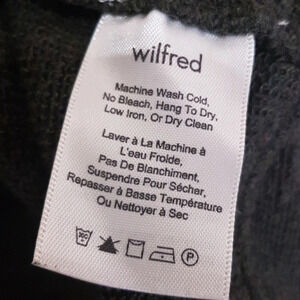 wilfred
Machine Wash Cold,
No Bleach, Hang To Dry,
Low Iron, Or Dry Clean
Laver à La Machine à
L'eau Froide,
Pas De Blanchiment,
Suspendre Pour Sécher,
Repasser à Basse Température
Ou Nettoyer à Sec